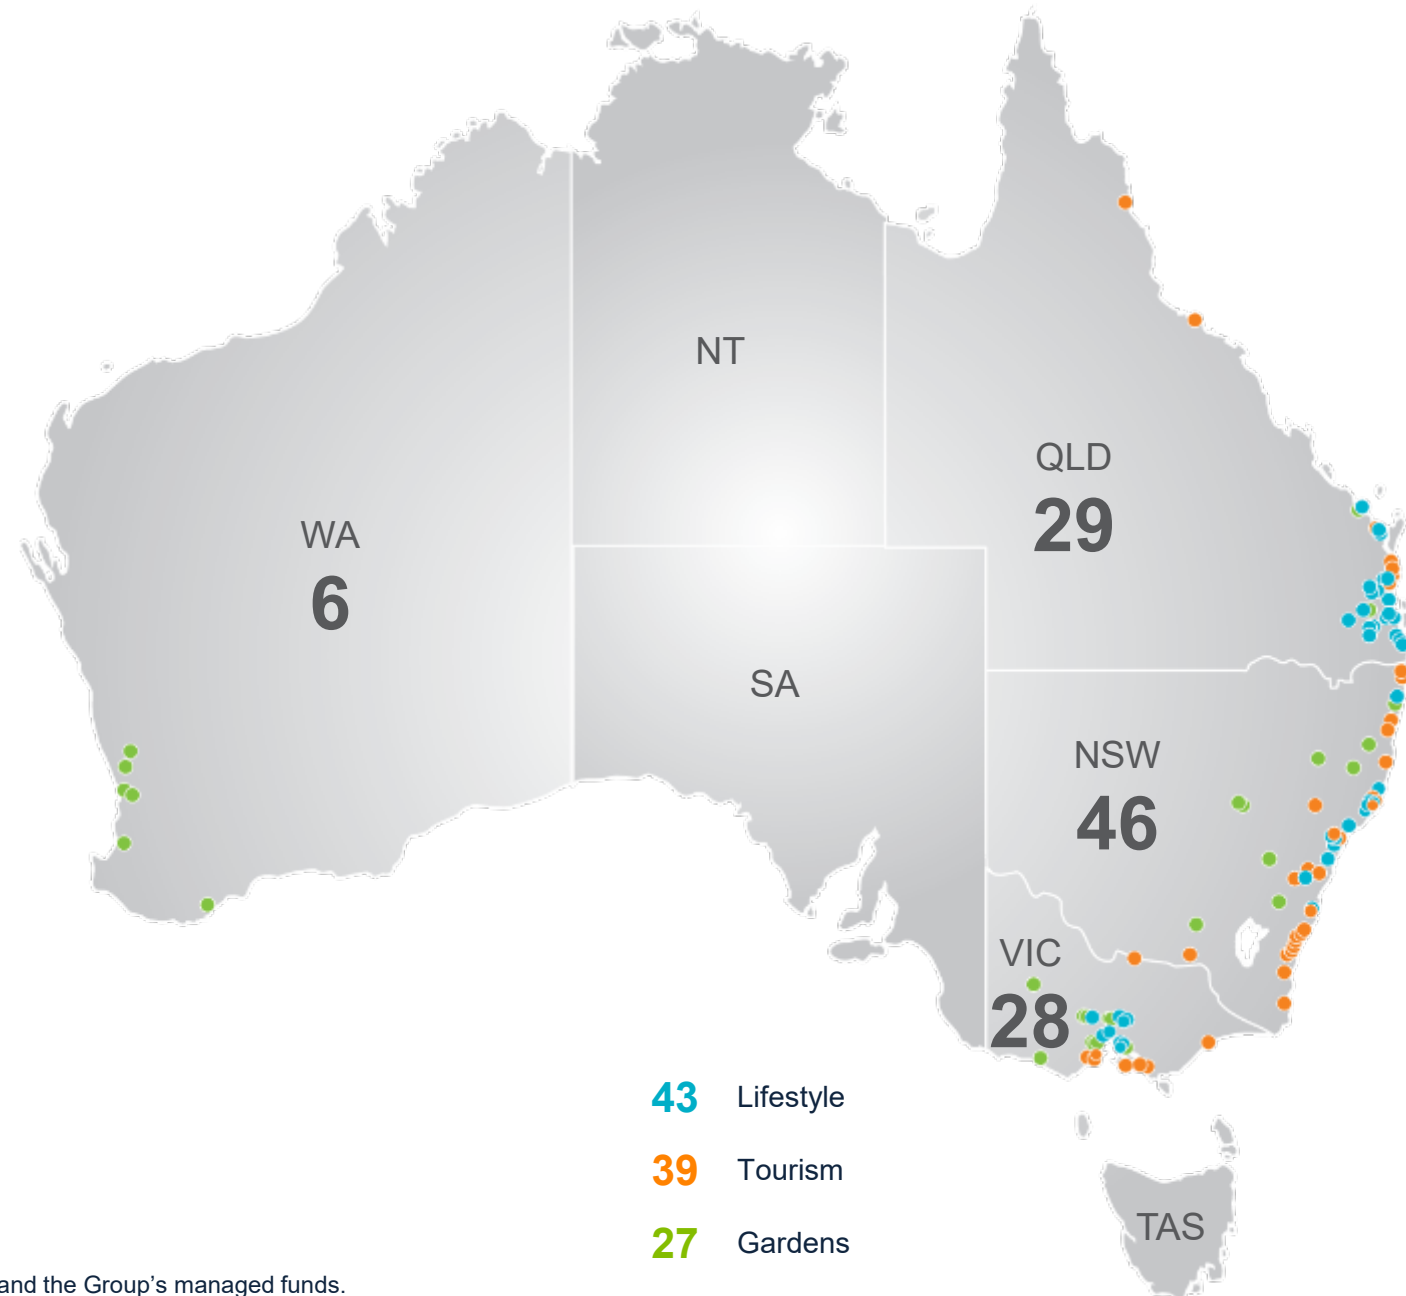 NT
QLD
29
WA
6
SA
NSW
46
VIC
28
43 Lifestyle
39 Tourism
27 Gardens
TAS
and the Group’s managed funds.